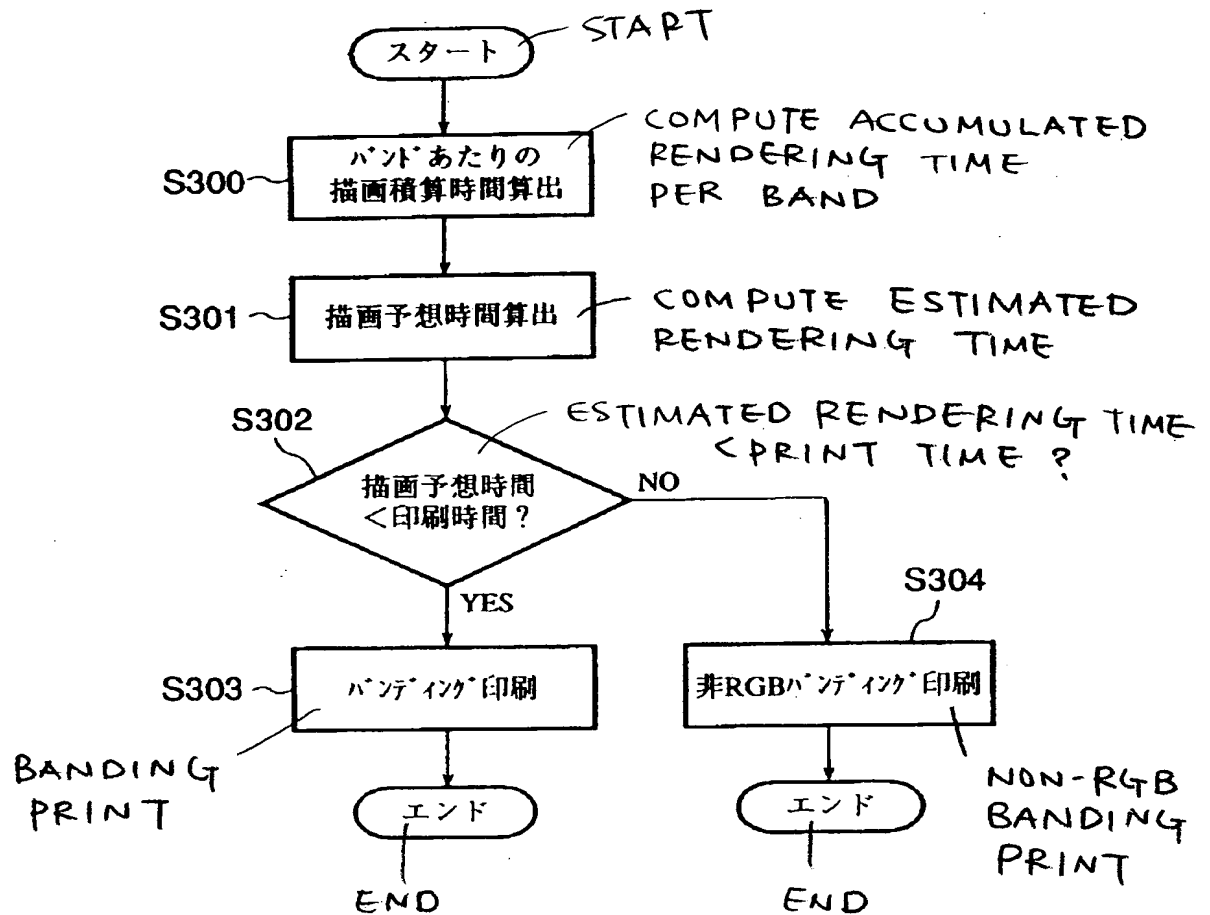 スタート
START
S300
バンドあたりの
描画積算時間算出
COMPUTE ACCUMULATED
RENDERING TIME
PER BAND
S301
描画予想時間算出
COMPUTE ESTIMATED
RENDERING TIME
S302
描画予想時間
<印刷時間?
ESTIMATED RENDERING TIME
<PRINT TIME ?
NO
YES
S303
バンディング印刷
BANDING
PRINT
S304
非RGBバンディング印刷
NON-RGB
BANDING
PRINT
エンド
END
エンド
END